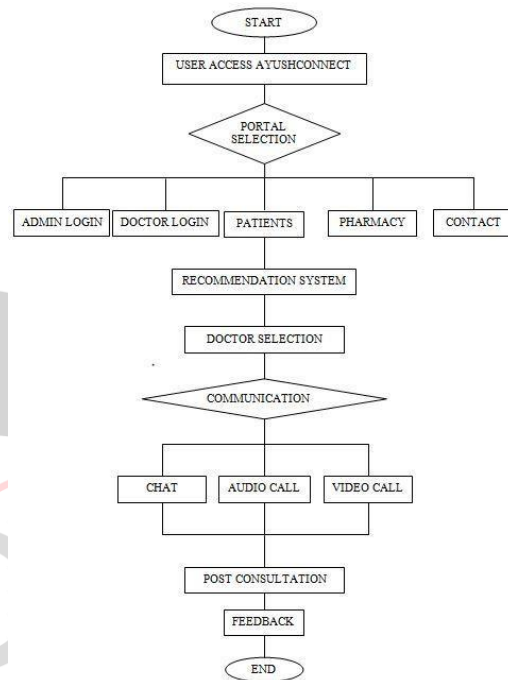 START
USER ACCESS AYUSHCONNECT
PORTAL
SELECTION
ADMIN LOGIN
DOCTOR LOGIN
PATIENTS
PHARMACY
CONTACT
RECOMMENDATION SYSTEM
DOCTOR SELECTION
COMMUNICATION
CHAT
AUDIO CALL
VIDEO CALL
POST CONSULTATION
FEEDBACK
END